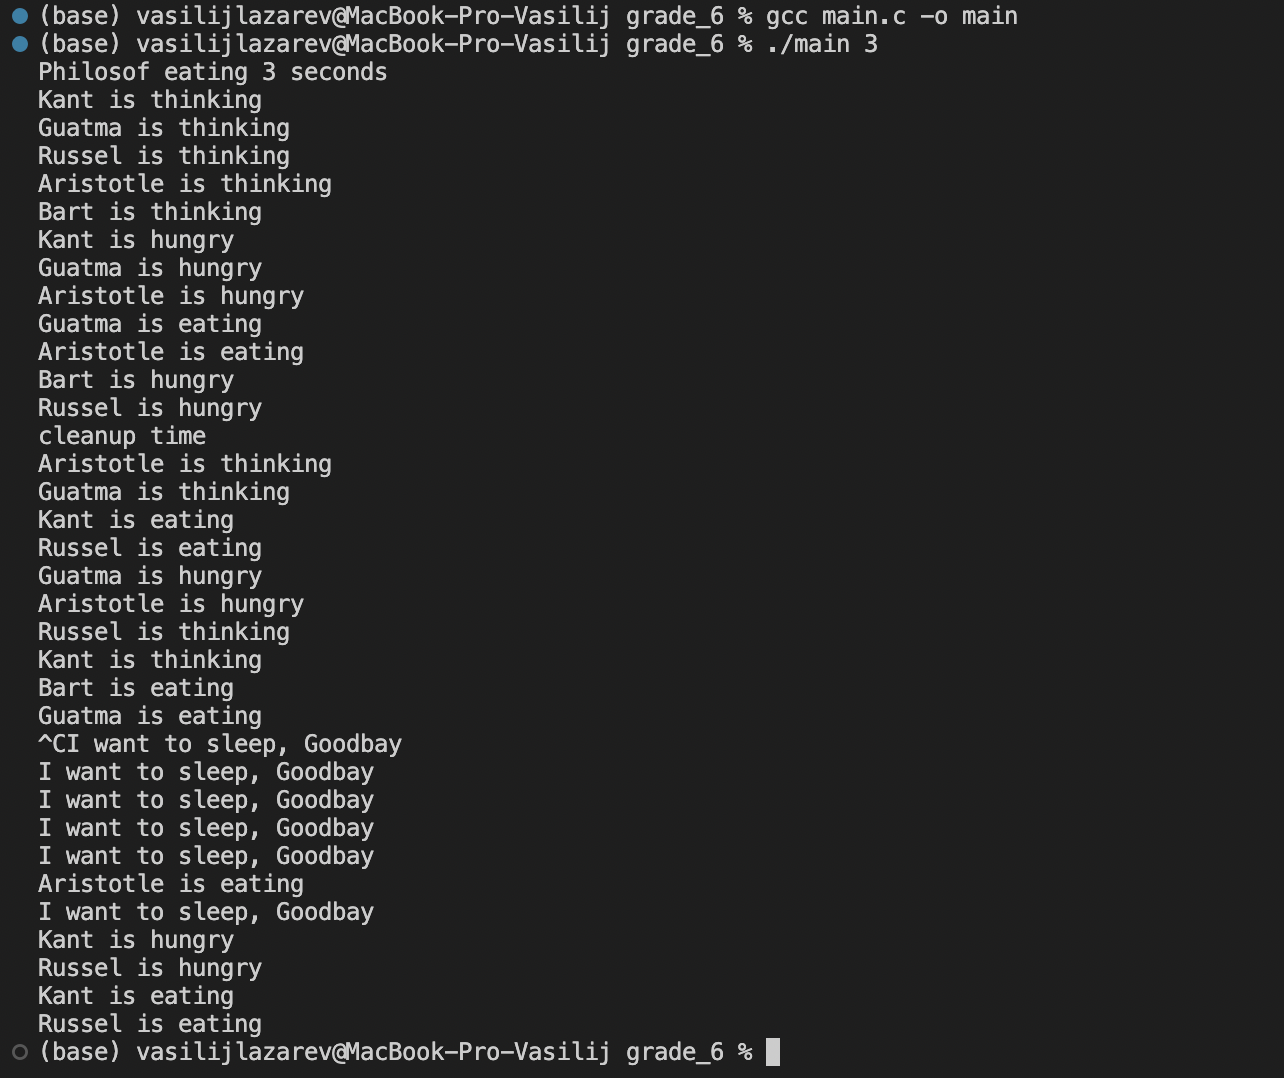 (base) vasilijlazarev@MacBook-Pro-Vasilij grade_6 % gcc main.c -o main
(base) vasilijlazarev@MacBook-Pro-Vasilij grade_6 % ./main 3
Philosof eating 3 seconds
Kant is thinking
Guatma is thinking
Russel is thinking
Aristotle is thinking
Bart is thinking
Kant is hungry
Guatma is hungry
Aristotle is hungry
Guatma is eating
Aristotle is eating
Bart is hungry
Russel is hungry
cleanup time
Aristotle is thinking
Guatma is thinking
Kant is eating
Russel is eating
Guatma is hungry
Aristotle is hungry
Russel is thinking
Kant is thinking
Bart is eating
Guatma is eating
^CI want to sleep, Goodbay
I want to sleep, Goodbay
I want to sleep, Goodbay
I want to sleep, Goodbay
I want to sleep, Goodbay
Aristotle is eating
I want to sleep, Goodbay
Kant is hungry
Russel is hungry
Kant is eating
Russel is eating
(base) vasilijlazarev@MacBook-Pro-Vasilij grade_6 %